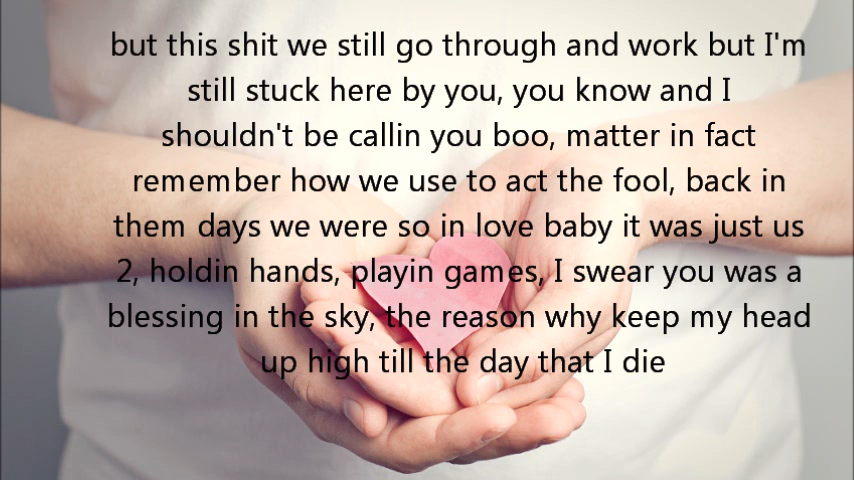 but this shit we still go through and work but I'm
still stuck here by you, you know and I
shouldn't be callin you boo, matter in fact
remember how we use to act the fool, back in
them days we were so in love baby it was just us
2, holdin hands, playin games, I swear you was a
blessing in the sky, the reason why keep my head
up high till the day that I die